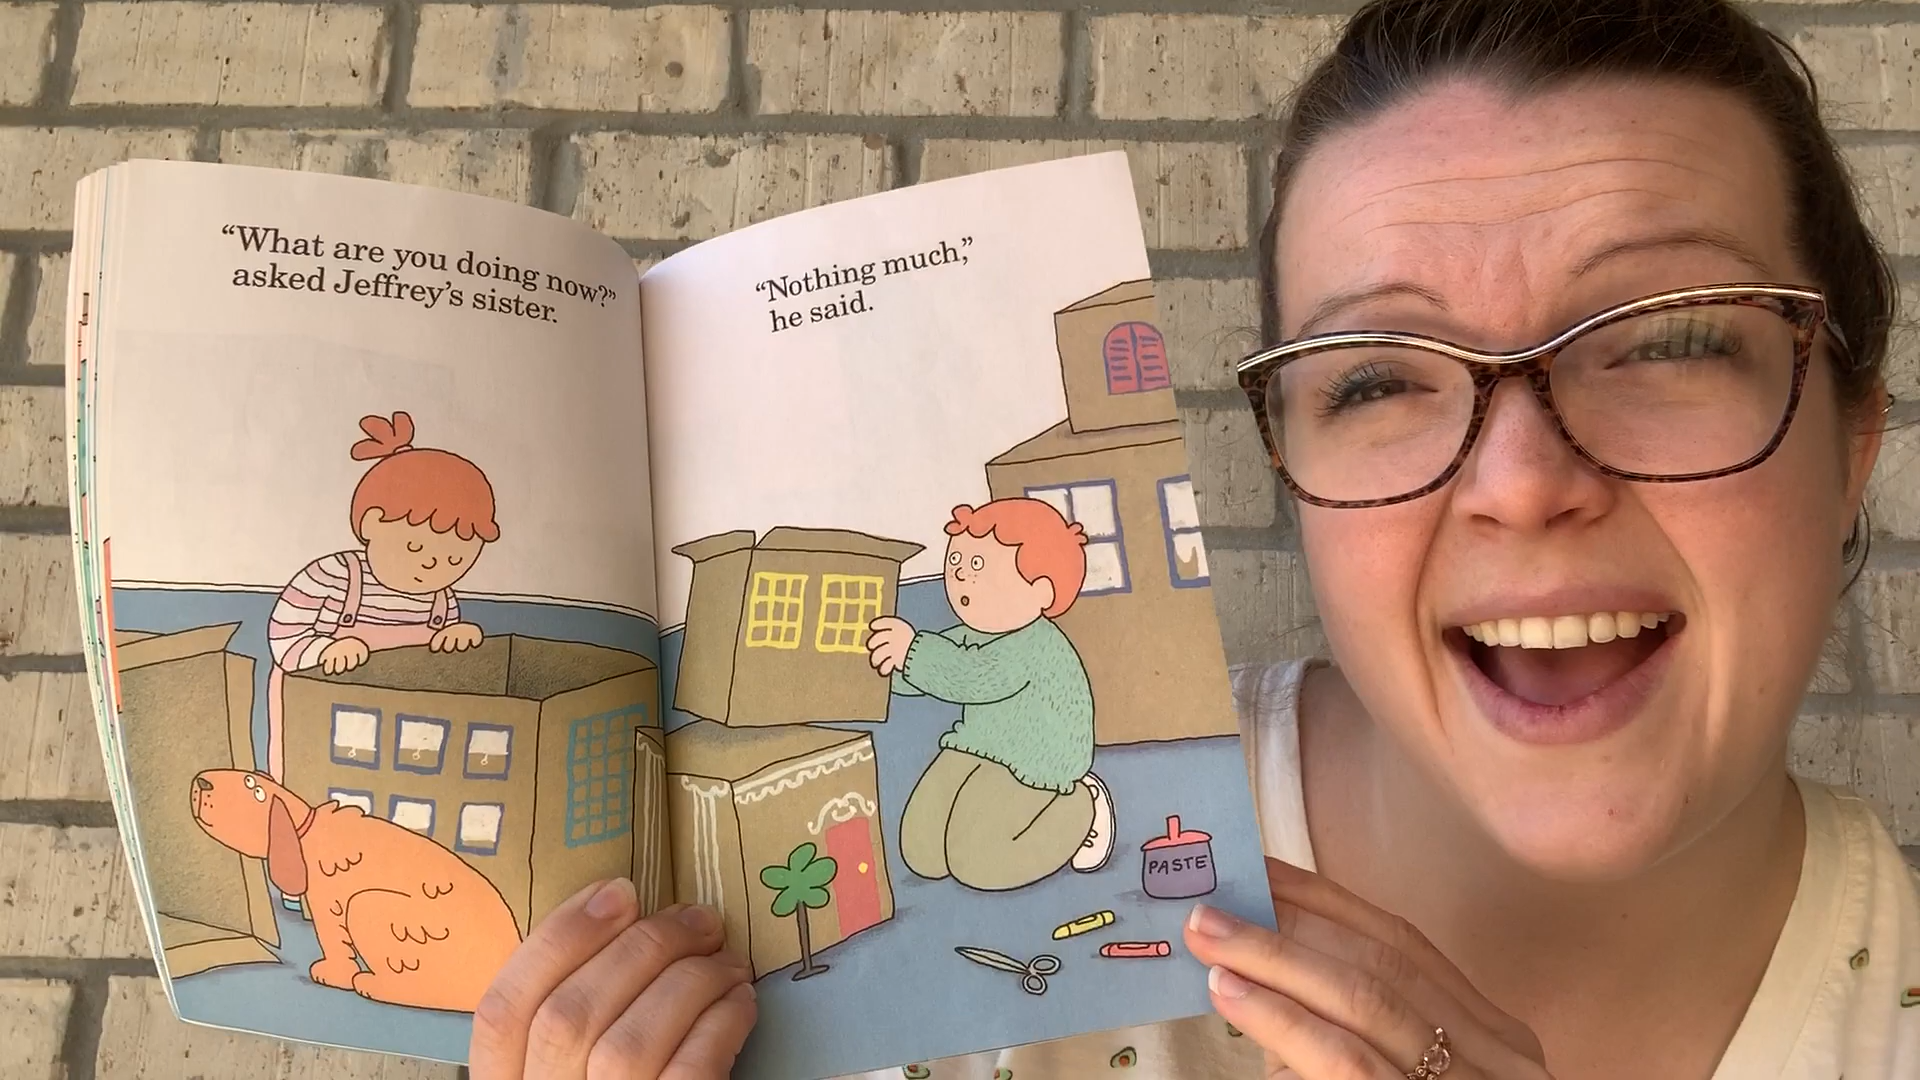 “What are you doing now?”
asked Jeffrey’s sister.
“Nothing much,”
he said.
PASTE